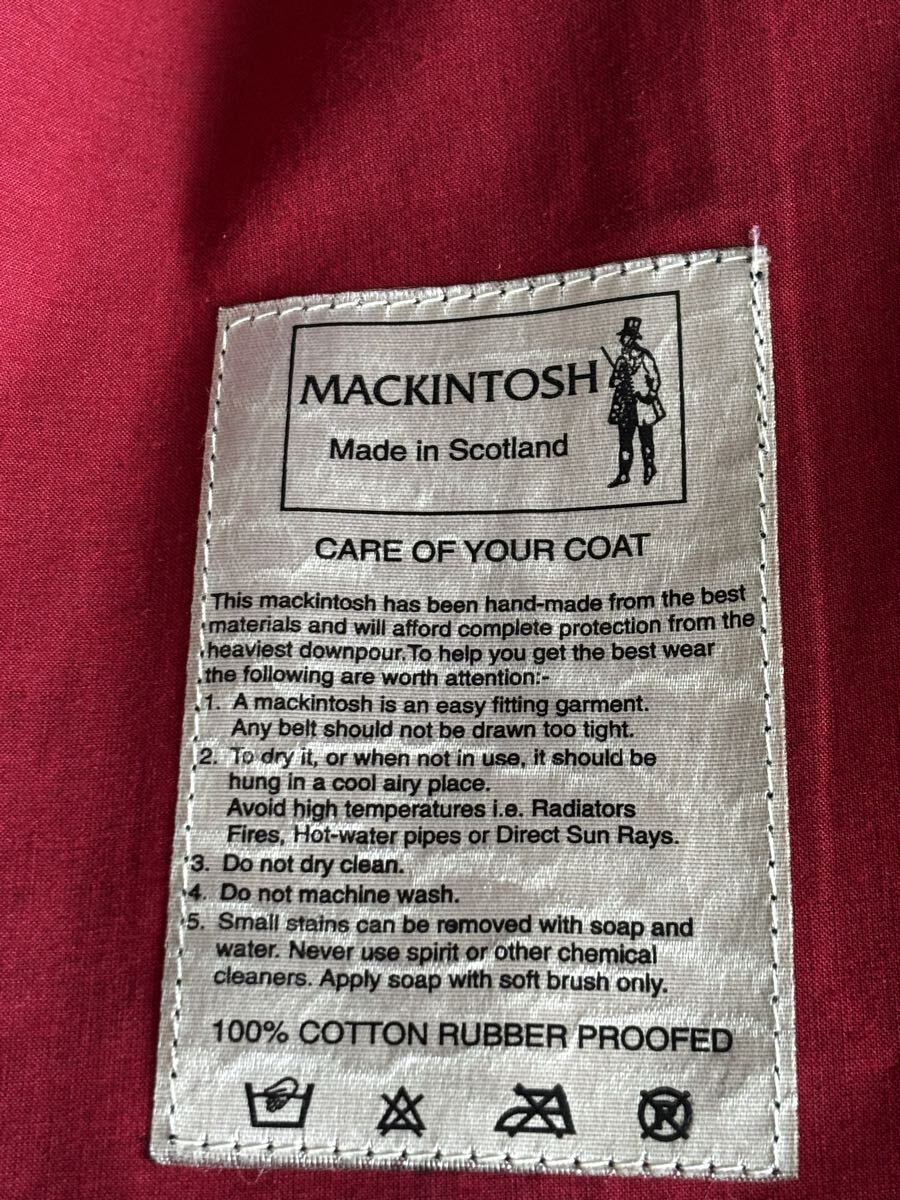 MACKINTOSH
Made in Scotland
CARE OF YOUR COAT
This mackintosh has been hand-made from the best
materials and will afford complete protection from the
heaviest downpour.To help you get the best wear
the following are worth attention:-
1. A mackintosh is an easy fitting garment.
Any belt should not be drawn too tight.
2. To dry it, or when not in use, it should be
hung in a cool airy place.
Avoid high temperatures i.e. Radiators
Fires, Hot-water pipes or Direct Sun Rays.
3. Do not dry clean.
4. Do not machine wash.
5. Small stains can be removed with soap and
water. Never use spirit or other chemical
cleaners. Apply soap with soft brush only.
100% COTTON RUBBER PROOFED
R